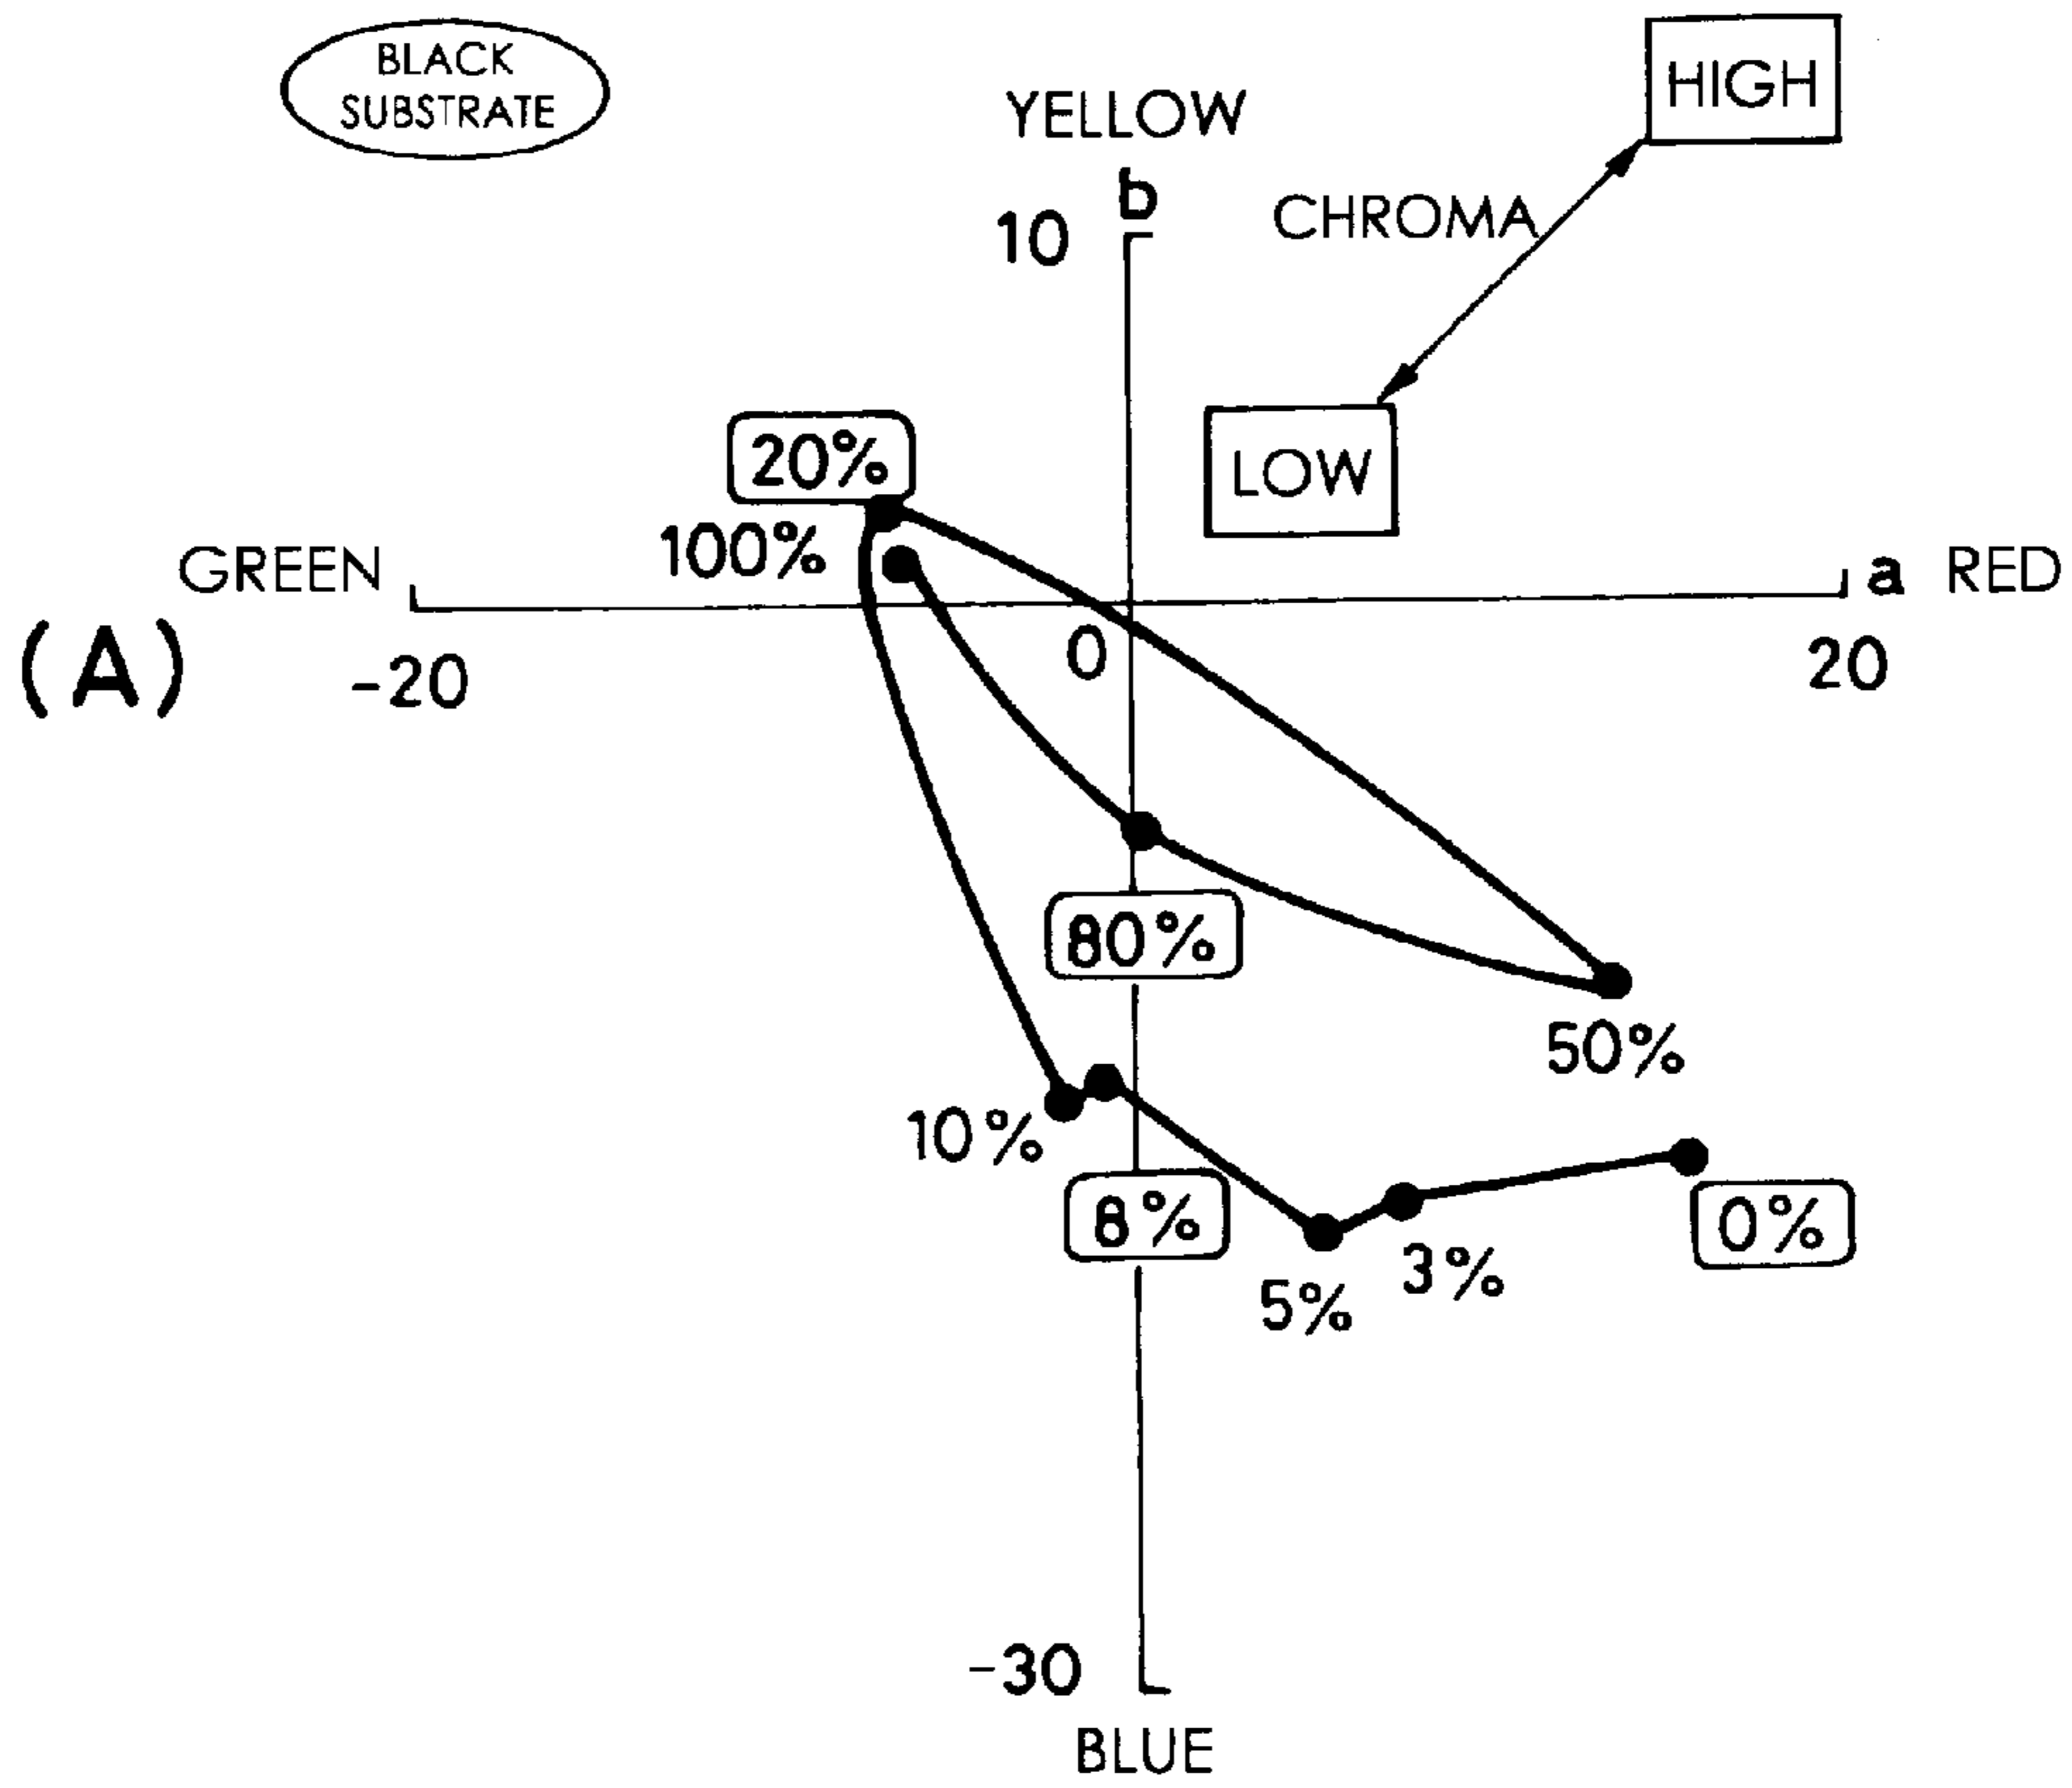 BLACK
SUBSTRATE
HIGH
YELLOW
b
10
CHROMA
20%
LOW
100%
GREEN
a RED
(A)
-20
0
20
80%
50%
10%
8%
0%
3%
5%
-30
BLUE